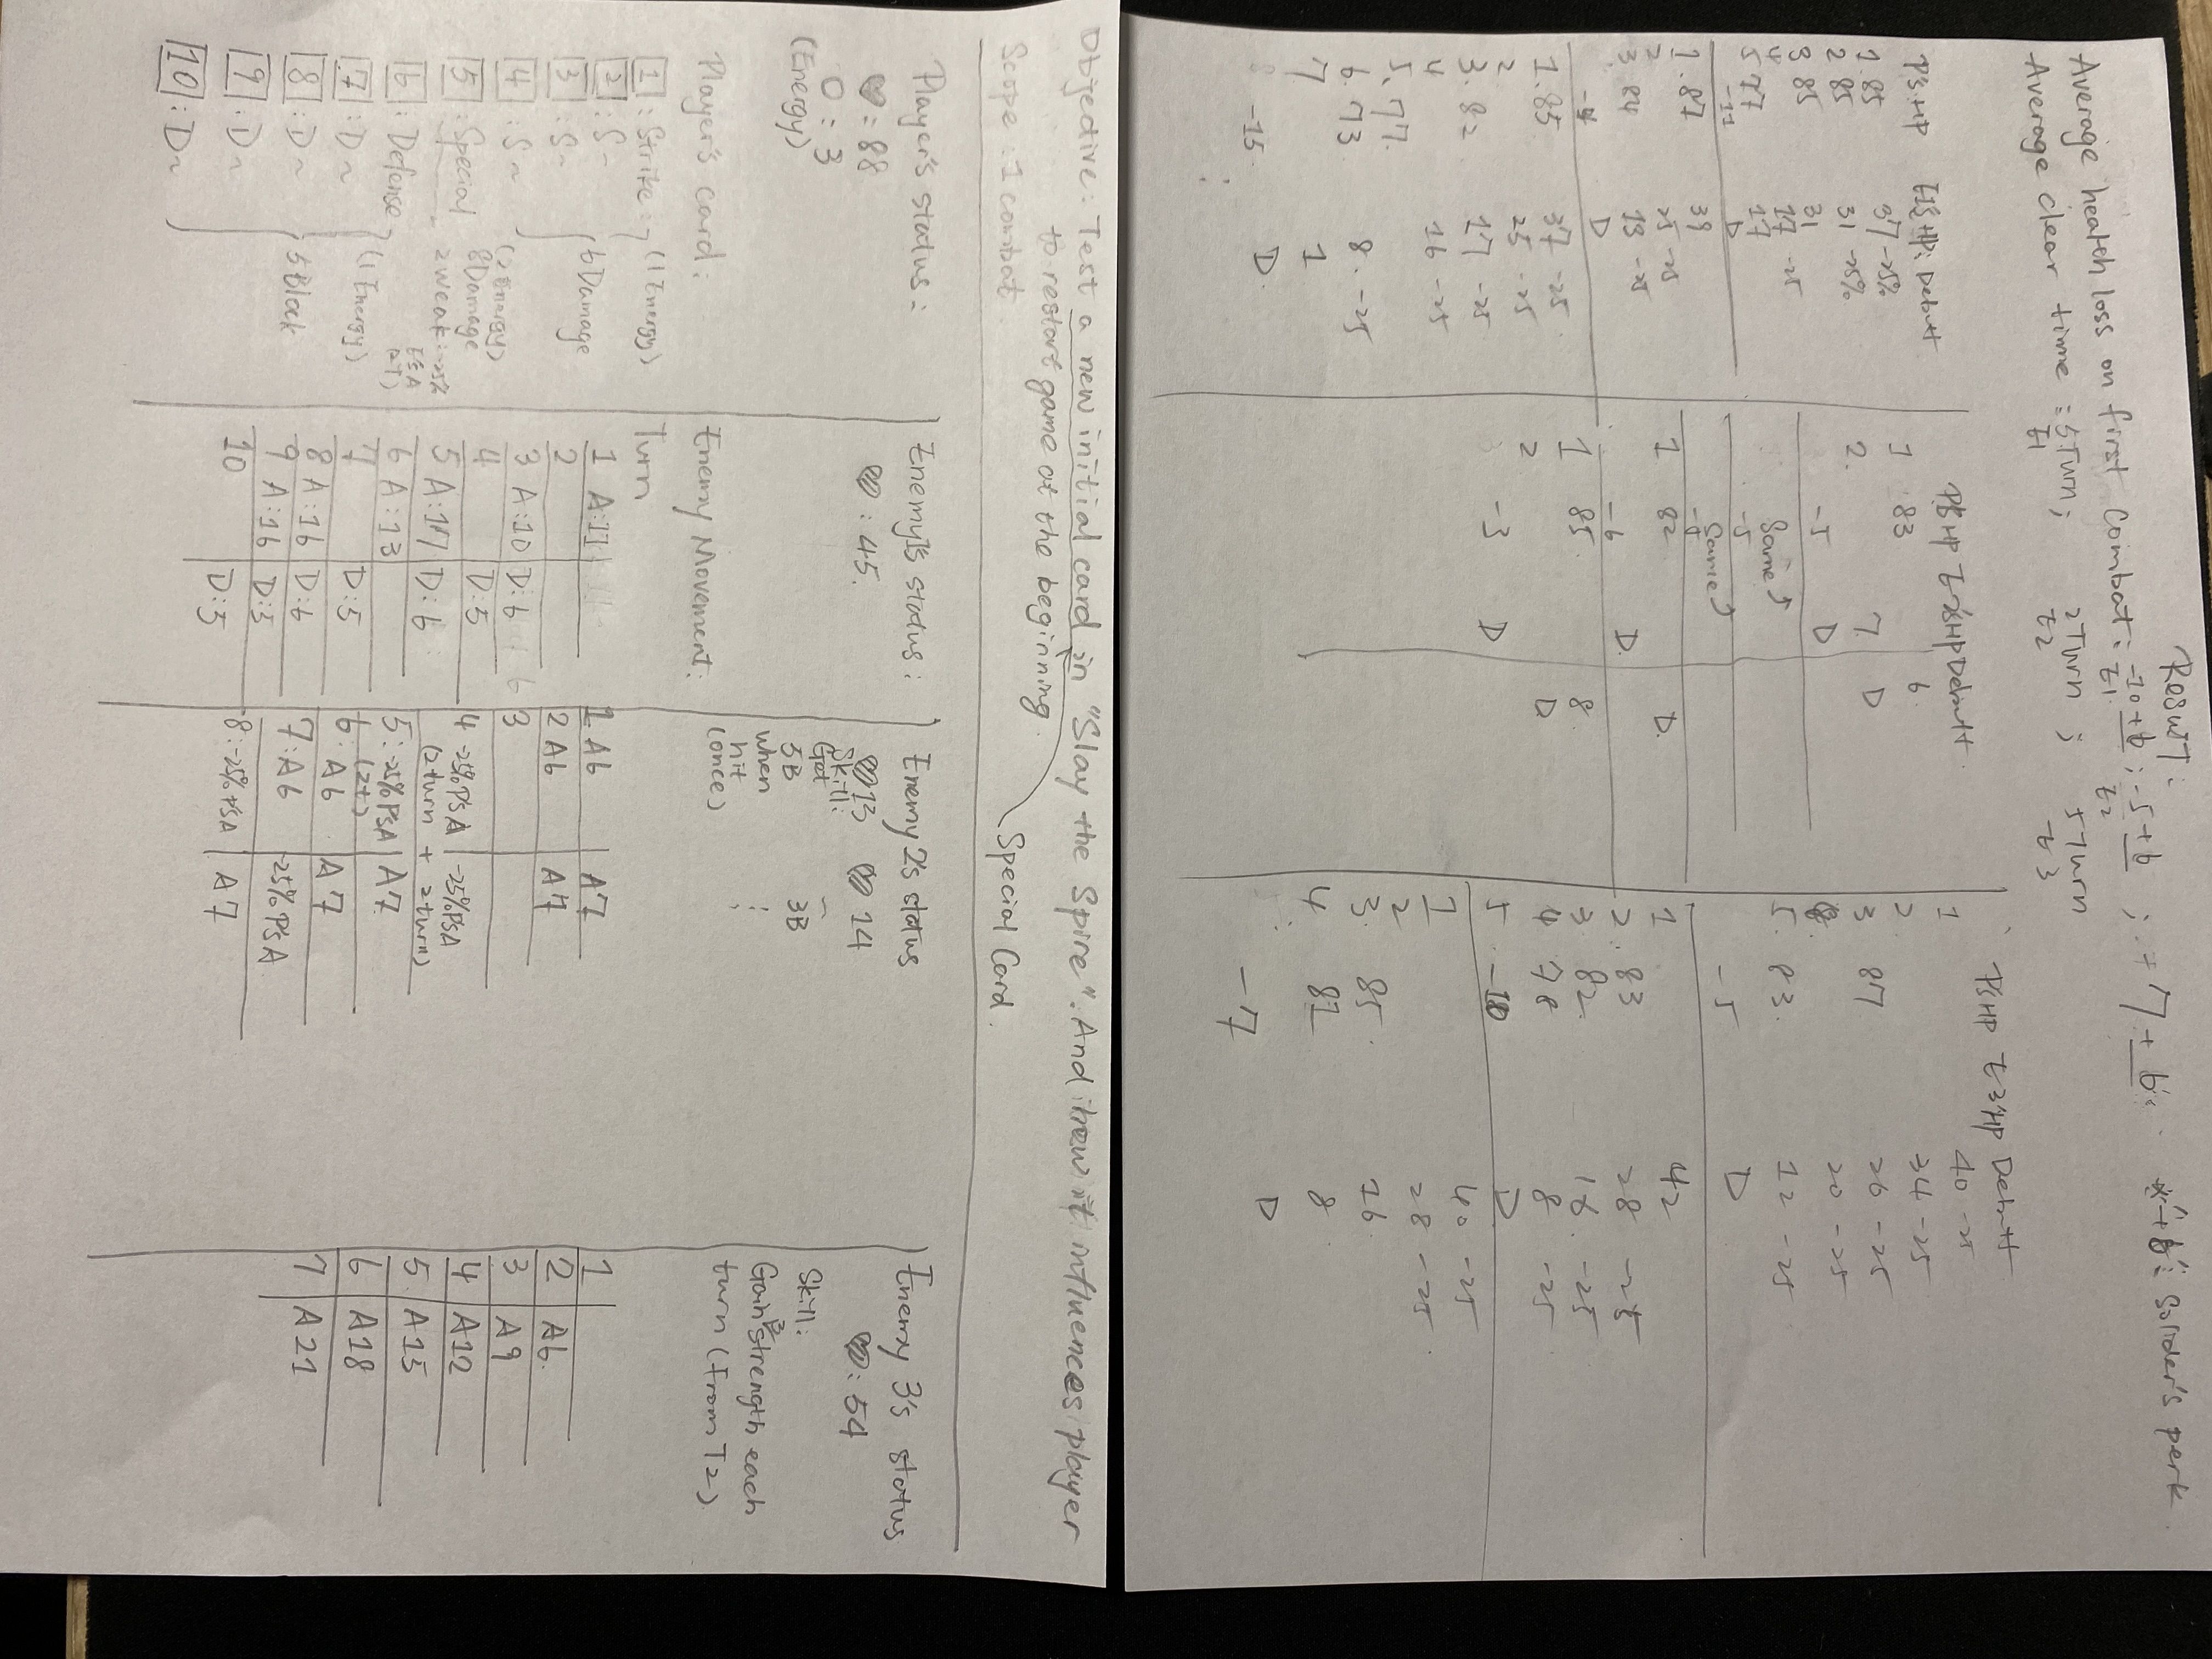 Result:
Average health loss on first combat: -10+6; -5+6; -7+6. "+6": Solider's perk.
E1 E2
Average clear time: 5Turn; 2Turn; 5Turn
E1 E2 E3
P's HP E1's HP: Debuff
1. 85 37 -25%
2 85 31 -25%
3 85 31
4 17 -25
5 77 17
-11 D
1. 87 39
2 25 -25
3. 84 13 -25
D
1. 85 37 -25
2 25 -25
3. 82 17 -25
4 16 -25
5. 77.
6. 73 8. -25
7 1
8 -15 D.
P's HP E2's HP Debuff
1 83 6
2. 7 D
-5 D
Same
-5
Same
1 82 D.
-6 D.
1 85 8
2 D
-3 D
P's HP E3's HP Debuff
1 40 -25
2 34 -25
3 87 26 -25
20 -25
5. 83. 12 -25
-5 D
1 42
2. 83 28 -25
3 82. 16. -25
4 78 8 -25
5 -10 D
1 40 -25
2 28 -25
3. 85 16
4 81 8
D
-7
Objective: Test a new initial card in "Slay the Spire". And how it influences player
to restart game at the beginning.
Scope: 1 combat.
Special Card.
Player's status:
♥: 88
O: 3
(Energy)
Player's card:
1: Strike (1 Energy)
2: S~
3: S~
4: S~
6 Damage
5: Special
(2 Energy)
8 Damage
2 weak: -25%
E's A
(2T)
6: Defense
7: D~
8: D~
9: D~
10: D~
(1 Energy)
5 Block
Enemy1's status:
♥: 45.
Enemy Movement:
Turn
1 A:11
2
3 A:10 D:6
4 D:5
5 A:17 D:6
6 A:13
7 D:5
8 A:16 D:6
9 A:16 D:5
10 D:5
Enemy 2's status
♥13 ♥14
Skill:
Get ~
5B 3B
when :
hit :
(once)
1 A6 A7
2 A6 A7
3
4 -25%P's A -25%P's A
(2turn + 2turn)
5: -25%P's A A7
(2t)
6: A6 A7
7: A6 -25%P's A
8: -25%P's A A7
Enemy 3's status
♥: 54
Skill:
Gain 3 strength each
turn (From T2).
1
2 A6.
3 A9
4 A12
5. A15
6 A18
7 A21